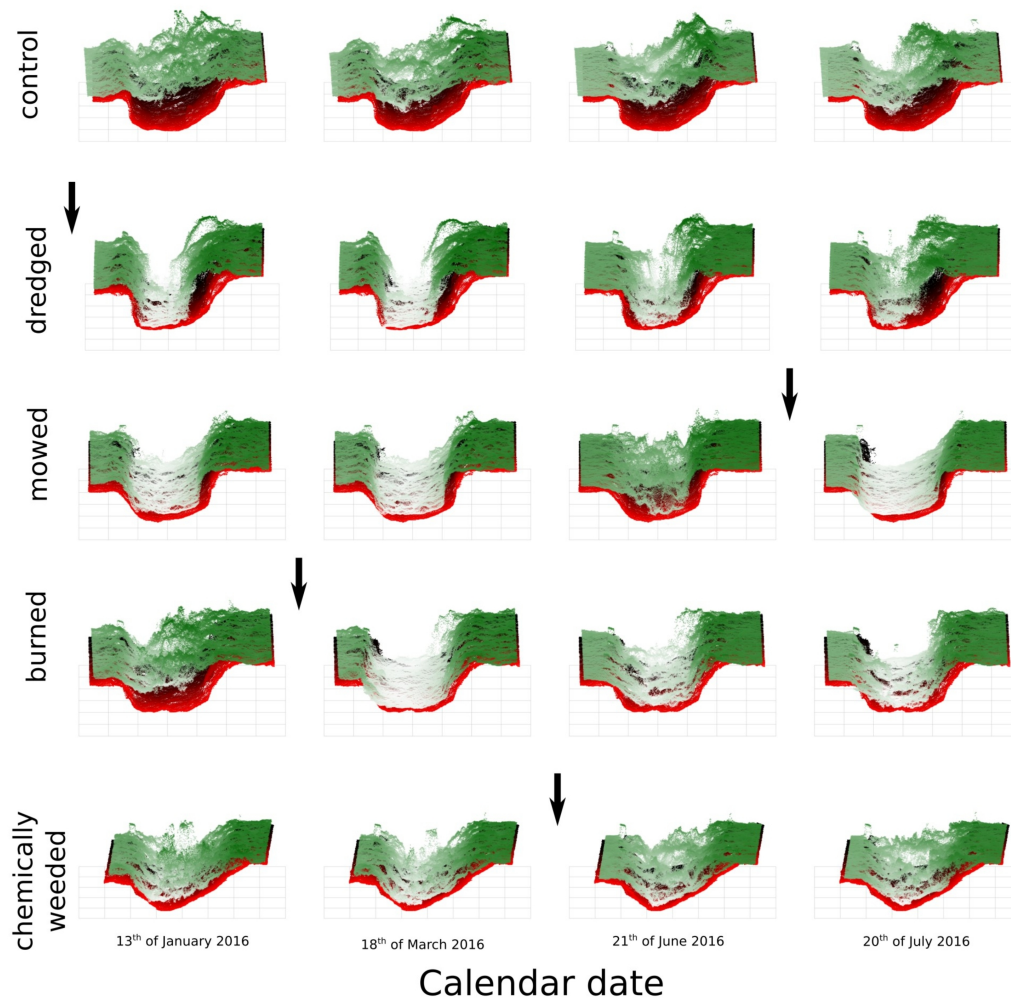 control
dredged
mowed
burned
chemically
weeded
13th of January 2016
18th of March 2016
21th of June 2016
20th of July 2016
Calendar date